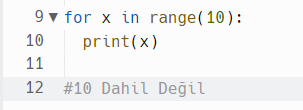 9 for x in range(10):
10 print(x)
11
12 #10 Dahil Değil